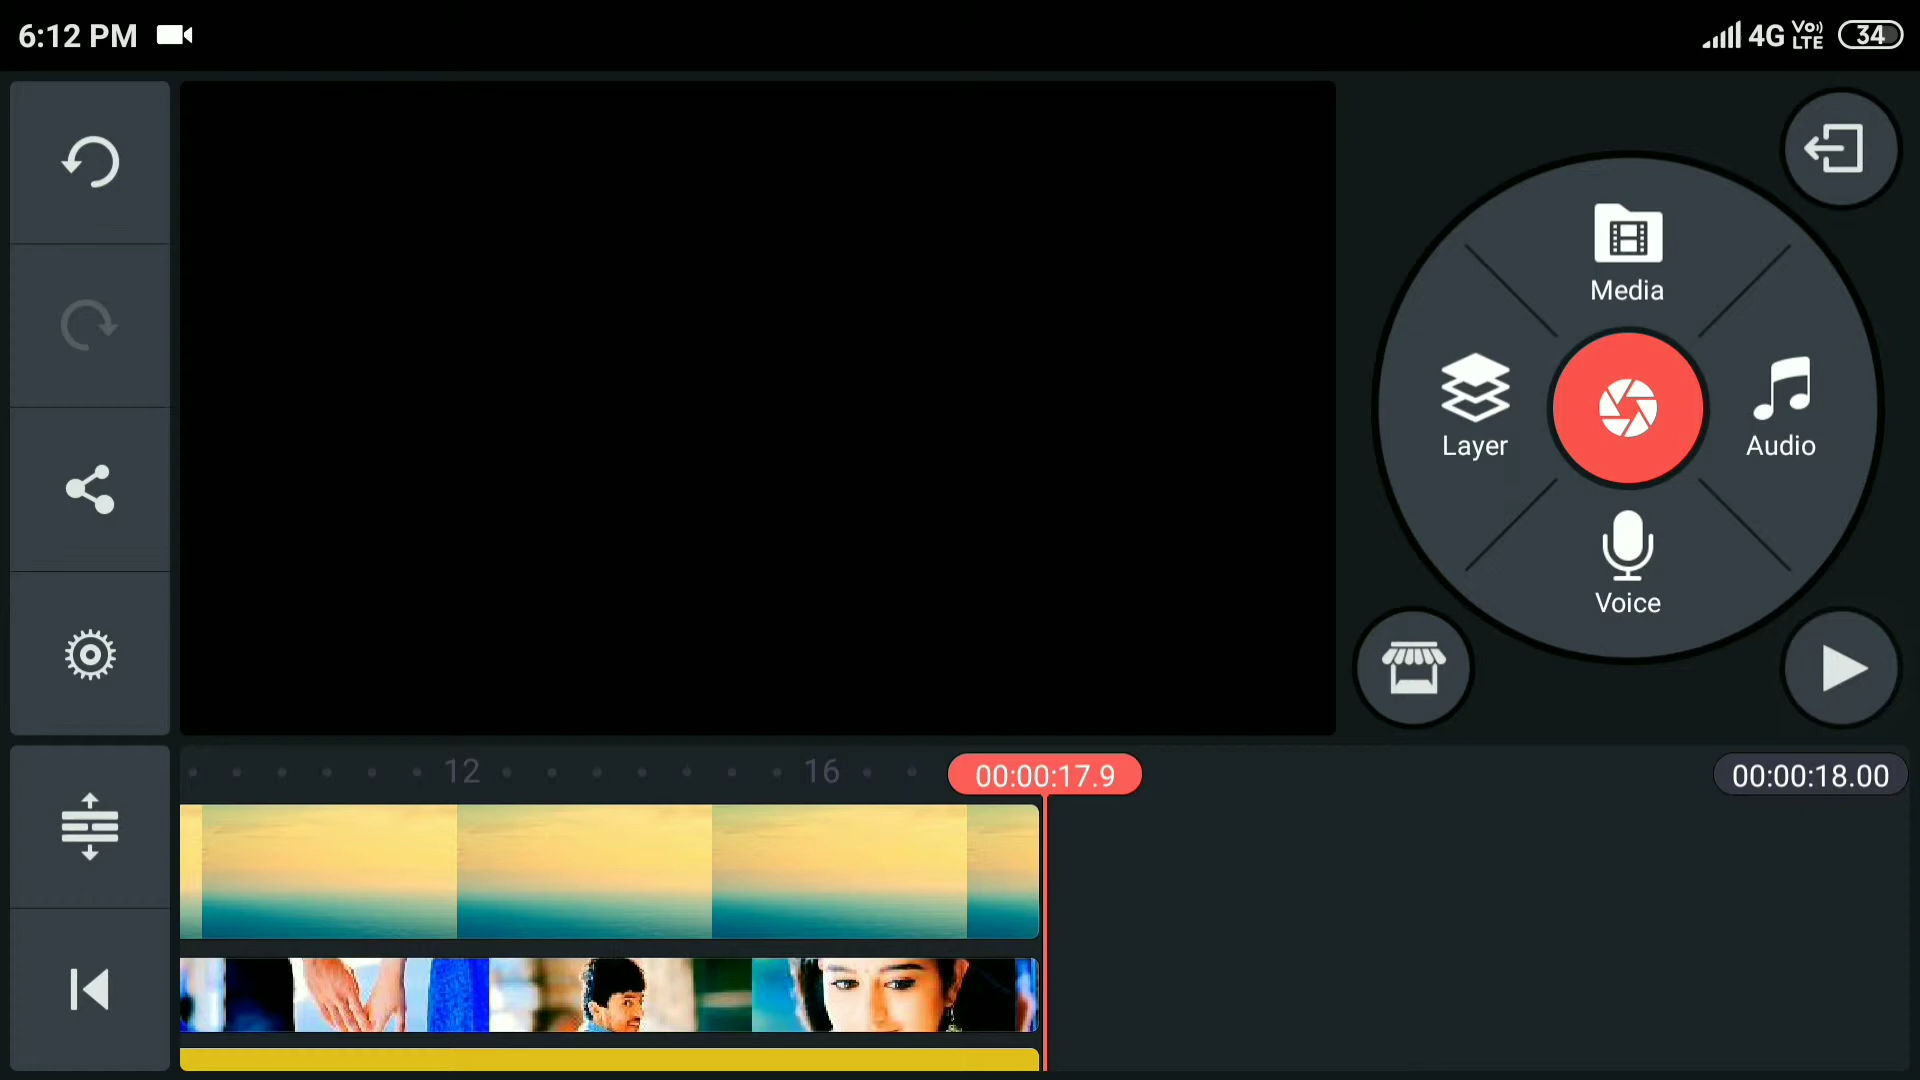 6:12 PM
4G Vo)) LTE 34
Media
Layer
Audio
Voice
12
16
00:00:17.9
00:00:18.00